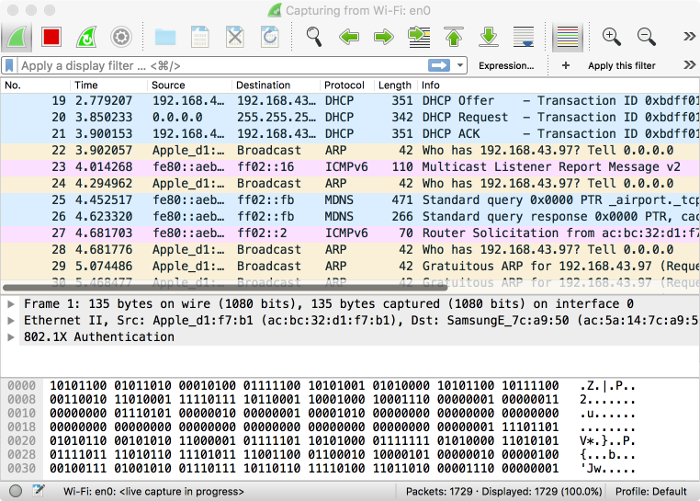 Capturing from Wi-Fi: en0
Apply a display filter ... <⌘/>
Expression...
+
Apply this filter
No. Time Source Destination Protocol Length Info
19 2.779207 192.168.4… 192.168.43… DHCP 351 DHCP Offer - Transaction ID 0xbdff01
20 3.850233 0.0.0.0 255.255.25… DHCP 342 DHCP Request - Transaction ID 0xbdff01
21 3.900153 192.168.4… 192.168.43… DHCP 351 DHCP ACK - Transaction ID 0xbdff01
22 3.902057 Apple_d1:… Broadcast ARP 42 Who has 192.168.43.97? Tell 0.0.0.0
23 4.014268 fe80::aeb… ff02::16 ICMPv6 110 Multicast Listener Report Message v2
24 4.294962 Apple_d1:… Broadcast ARP 42 Who has 192.168.43.97? Tell 0.0.0.0
25 4.452517 fe80::aeb… ff02::fb MDNS 471 Standard query 0x0000 PTR _airport._tcp
26 4.623320 fe80::aeb… ff02::fb MDNS 266 Standard query response 0x0000 PTR, cac
27 4.681703 fe80::aeb… ff02::2 ICMPv6 70 Router Solicitation from ac:bc:32:d1:f7
28 4.681776 Apple_d1:… Broadcast ARP 42 Who has 192.168.43.97? Tell 0.0.0.0
29 5.074486 Apple_d1:… Broadcast ARP 42 Gratuitous ARP for 192.168.43.97 (Reque
30 5.468477 Apple_d1:… Broadcast ARP 42 Gratuitous ARP for 192.168.43.97 (Reque
Frame 1: 135 bytes on wire (1080 bits), 135 bytes captured (1080 bits) on interface 0
Ethernet II, Src: Apple_d1:f7:b1 (ac:bc:32:d1:f7:b1), Dst: SamsungE_7c:a9:50 (ac:5a:14:7c:a9:5
802.1X Authentication
0000 10101100 01011010 00010100 01111100 10101001 01010000 10101100 10111100 .Z.|.P..
0008 00110010 11010001 11110111 10110001 10001000 10001110 00000001 00000011 2.......
0010 00000000 01110101 00000010 00000001 00001010 00000000 00000000 00000000 .u......
0018 00000000 00000000 00000000 00000000 00000000 00000000 00000001 11101101 ........
0020 01010110 00101010 11000001 01111101 10101000 01111111 01010000 11010101 V*.}..P.
0028 01111011 11010111 10101011 10110011 01100010 10000101 00000010 00010000 {...b...
0030 00100111 01001010 01110111 10110110 11110100 11011010 00001110 00000001 'Jw.....
Wi-Fi: en0: <live capture in progress>
Packets: 1729 · Displayed: 1729 (100.0%)
Profile: Default